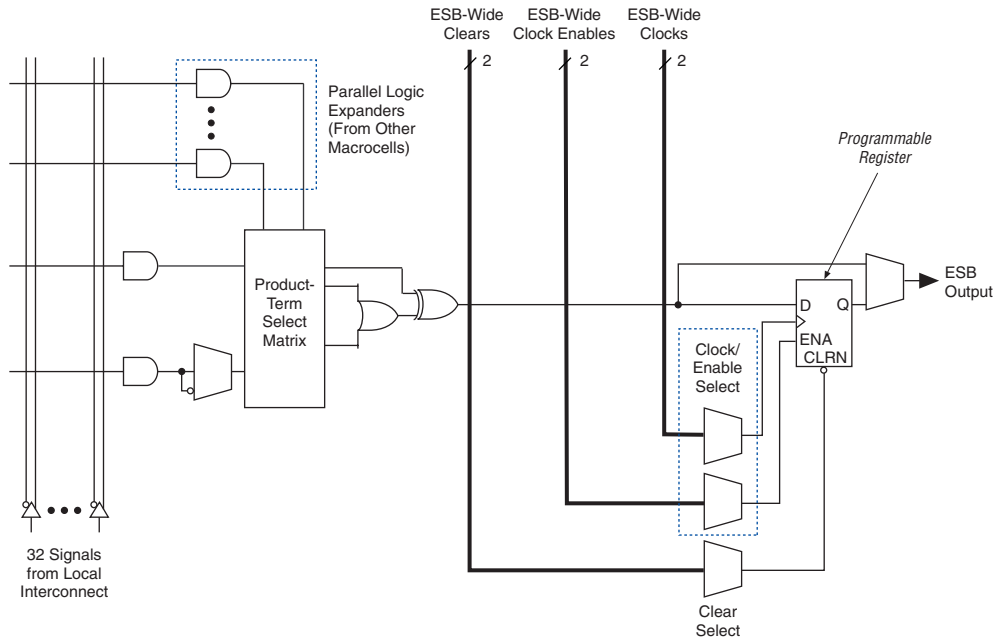 ESB-Wide
Clears
ESB-Wide
Clock Enables
ESB-Wide
Clocks
2
2
2
Parallel Logic
Expanders
(From Other
Macrocells)
Programmable
Register
Product-
Term
Select
Matrix
ESB
Output
D
Q
ENA
CLRN
Clock/
Enable
Select
32 Signals
from Local
Interconnect
Clear
Select